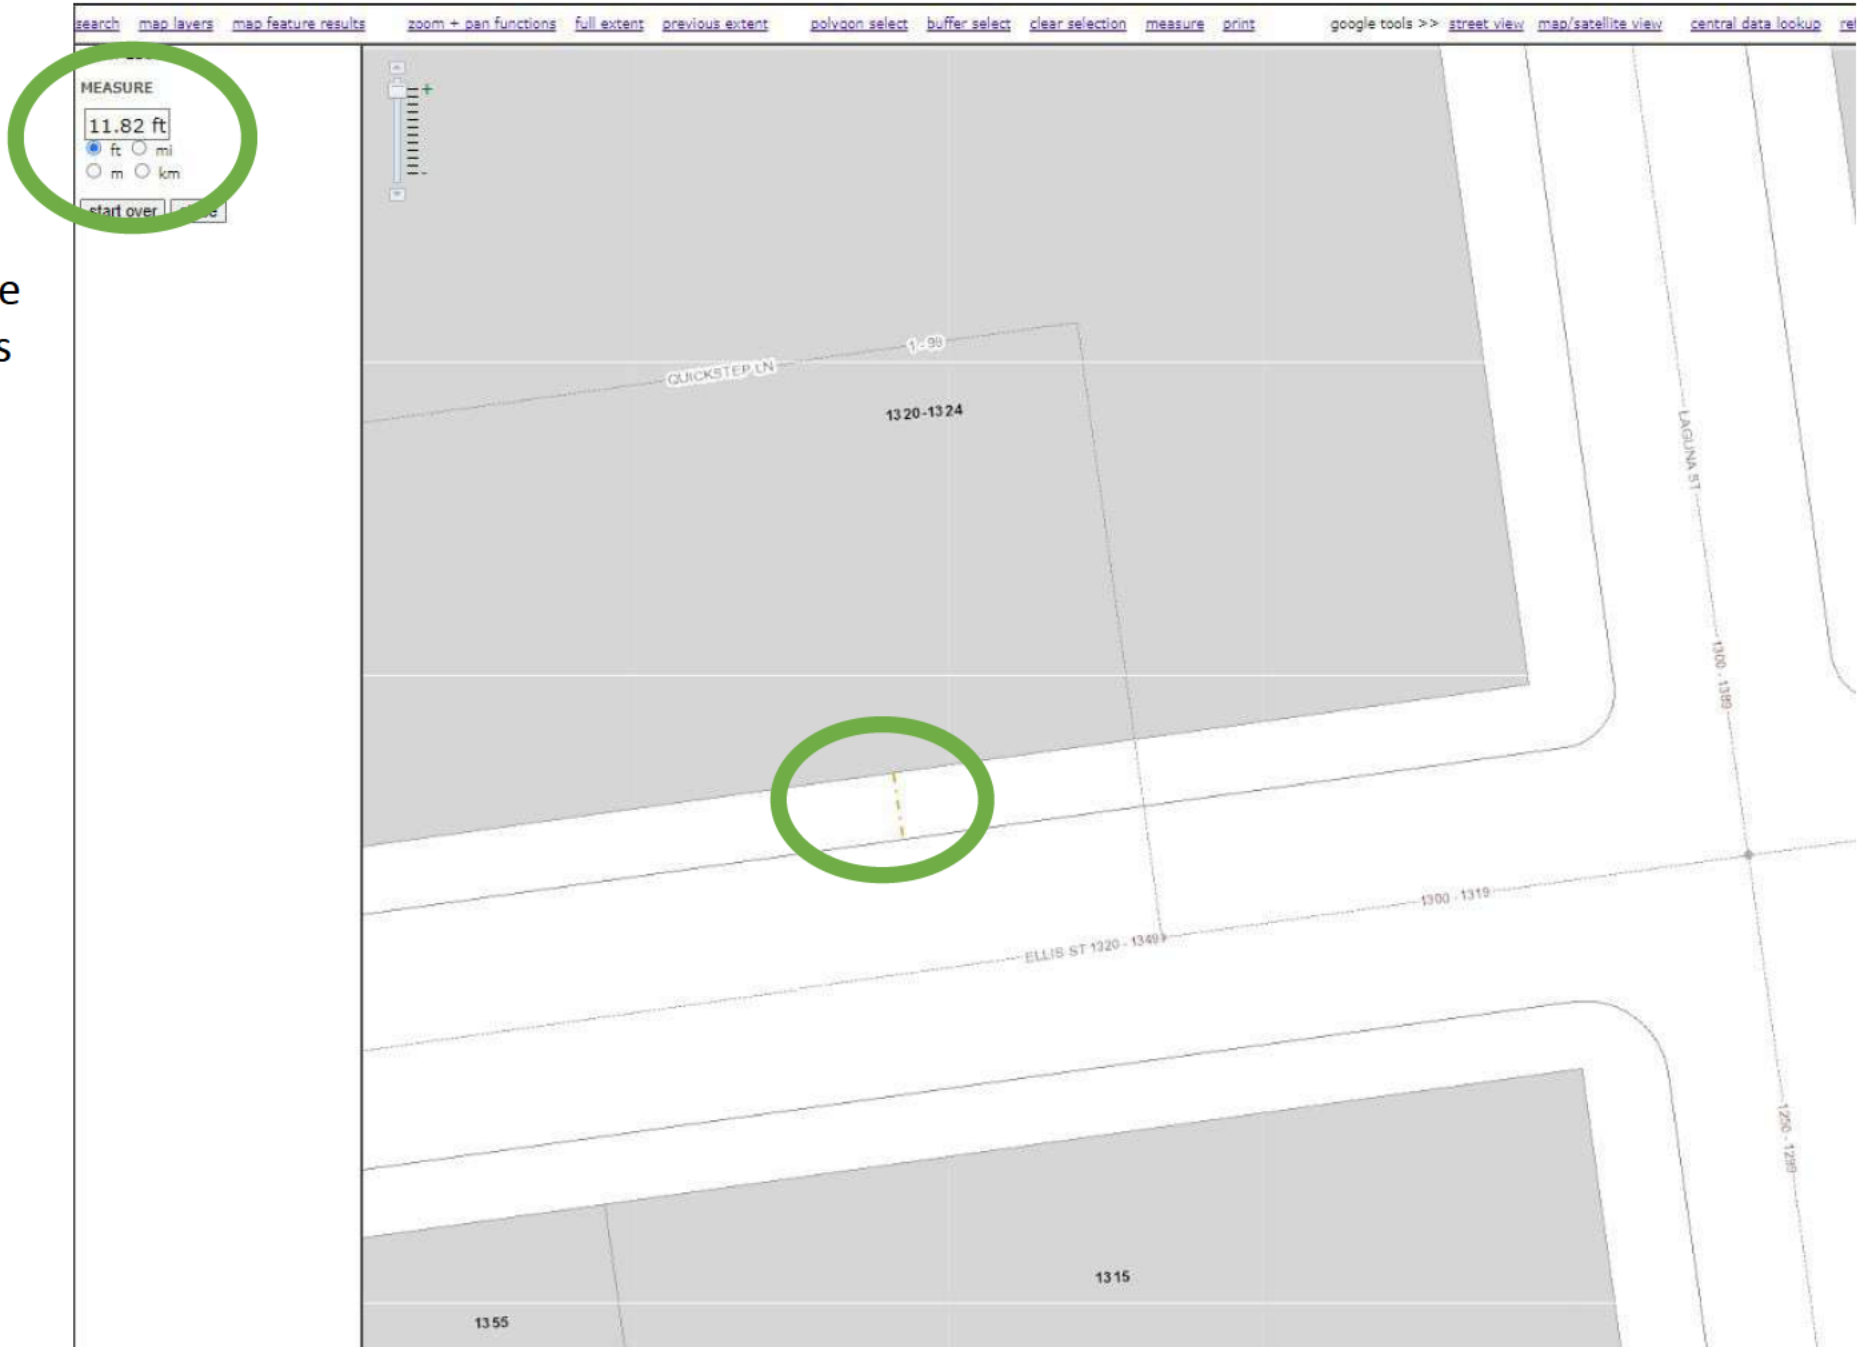 search map layers map feature results zoom + pan functions full extent previous extent polygon select buffer select clear selection measure print google tools >> street view map/satellite view central data lookup
MEASURE
11.82 ft
ft mi
m km
start over
e
s
1 - 99
QUICKSTEP LN
1320-1324
LAGUNA ST
1300 - 1389
1300 - 1319
ELLIS ST 1320 - 1349
1250 - 1299
1315
1355